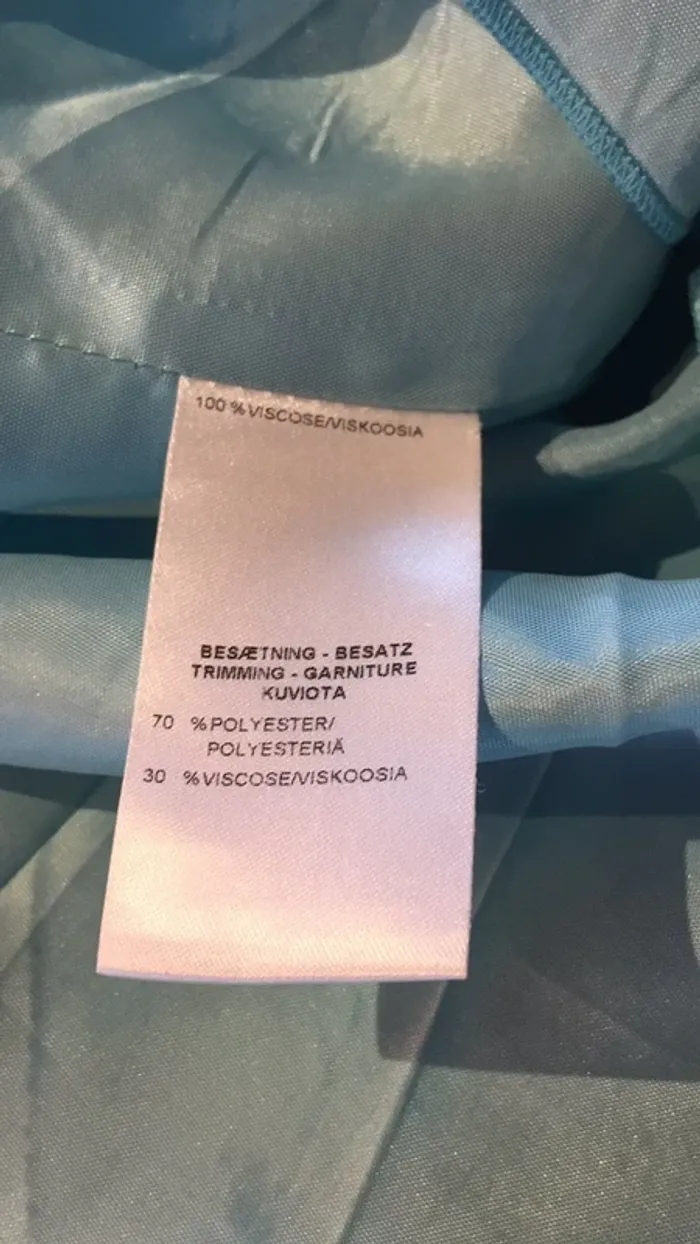 100 % VISCOSE/VISKOOSIA
BESÆTNING - BESATZ
TRIMMING - GARNITURE
KUVIOTA
70 % POLYESTER/
POLYESTERIÄ
30 % VISCOSE/VISKOOSIA